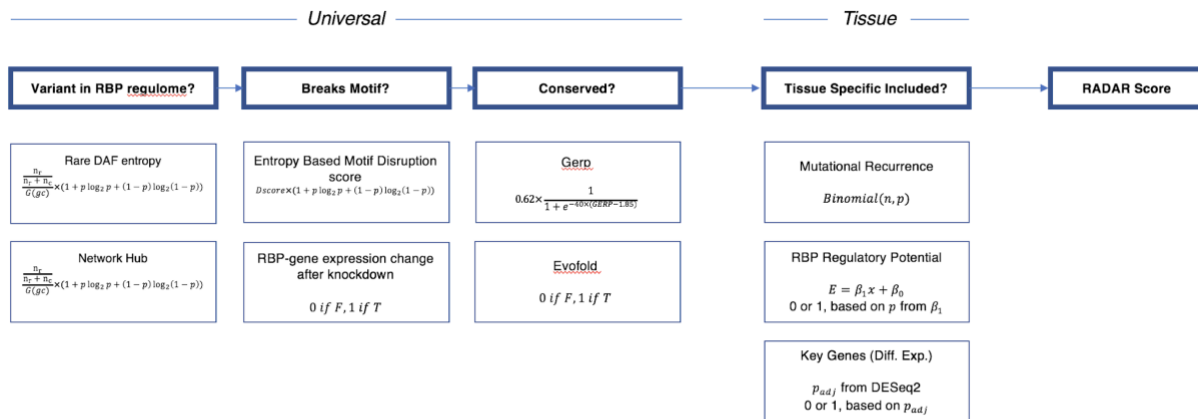 Universal
Tissue
Variant in RBP regulome?
Breaks Motif?
Conserved?
Tissue Specific Included?
RADAR Score
Rare DAF entropy
n_r / (n_r + n_c) / G(gc) × (1 + p log₂ p + (1 − p) log₂(1 − p))
Network Hub
n_r / (n_r + n_c) / G(gc) × (1 + p log₂ p + (1 − p) log₂(1 − p))
Entropy Based Motif Disruption
score
Dscore×(1 + p log₂ p + (1 − p) log₂(1 − p))
RBP-gene expression change
after knockdown
0 if F, 1 if T
Gerp
0.62× 1 / (1 + e^(−40×(GERP−1.85)))
Evofold
0 if F, 1 if T
Mutational Recurrence
Binomial(n, p)
RBP Regulatory Potential
E = β₁x + β₀
0 or 1, based on p from β₁
Key Genes (Diff. Exp.)
p_adj from DESeq2
0 or 1, based on p_adj